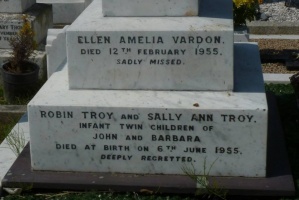 ELLEN AMELIA VARDON.
DIED 12TH FEBRUARY 1955.
SADLY MISSED.
ROBIN TROY AND SALLY ANN TROY.
INFANT TWIN CHILDREN OF
JOHN AND BARBARA
DIED AT BIRTH ON 6TH JUNE 1955.
DEEPLY REGRETTED.